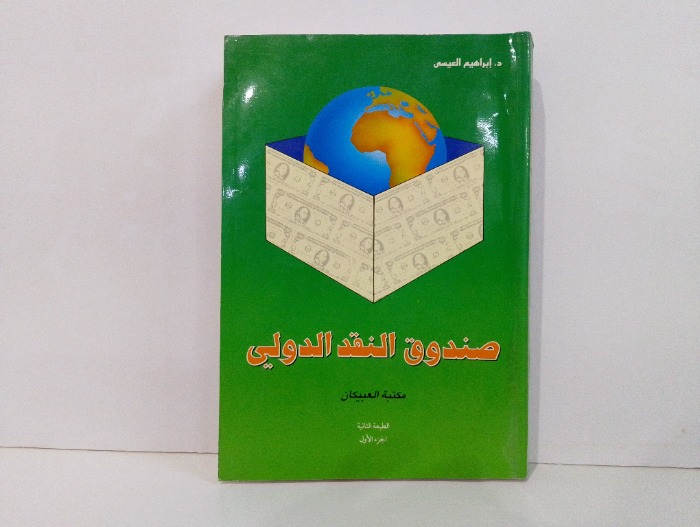 د. إبراهيم العيسى
صندوق النقد الدولي
مكتبة العبيكان
الطبعة الثانية
الجزء الأول